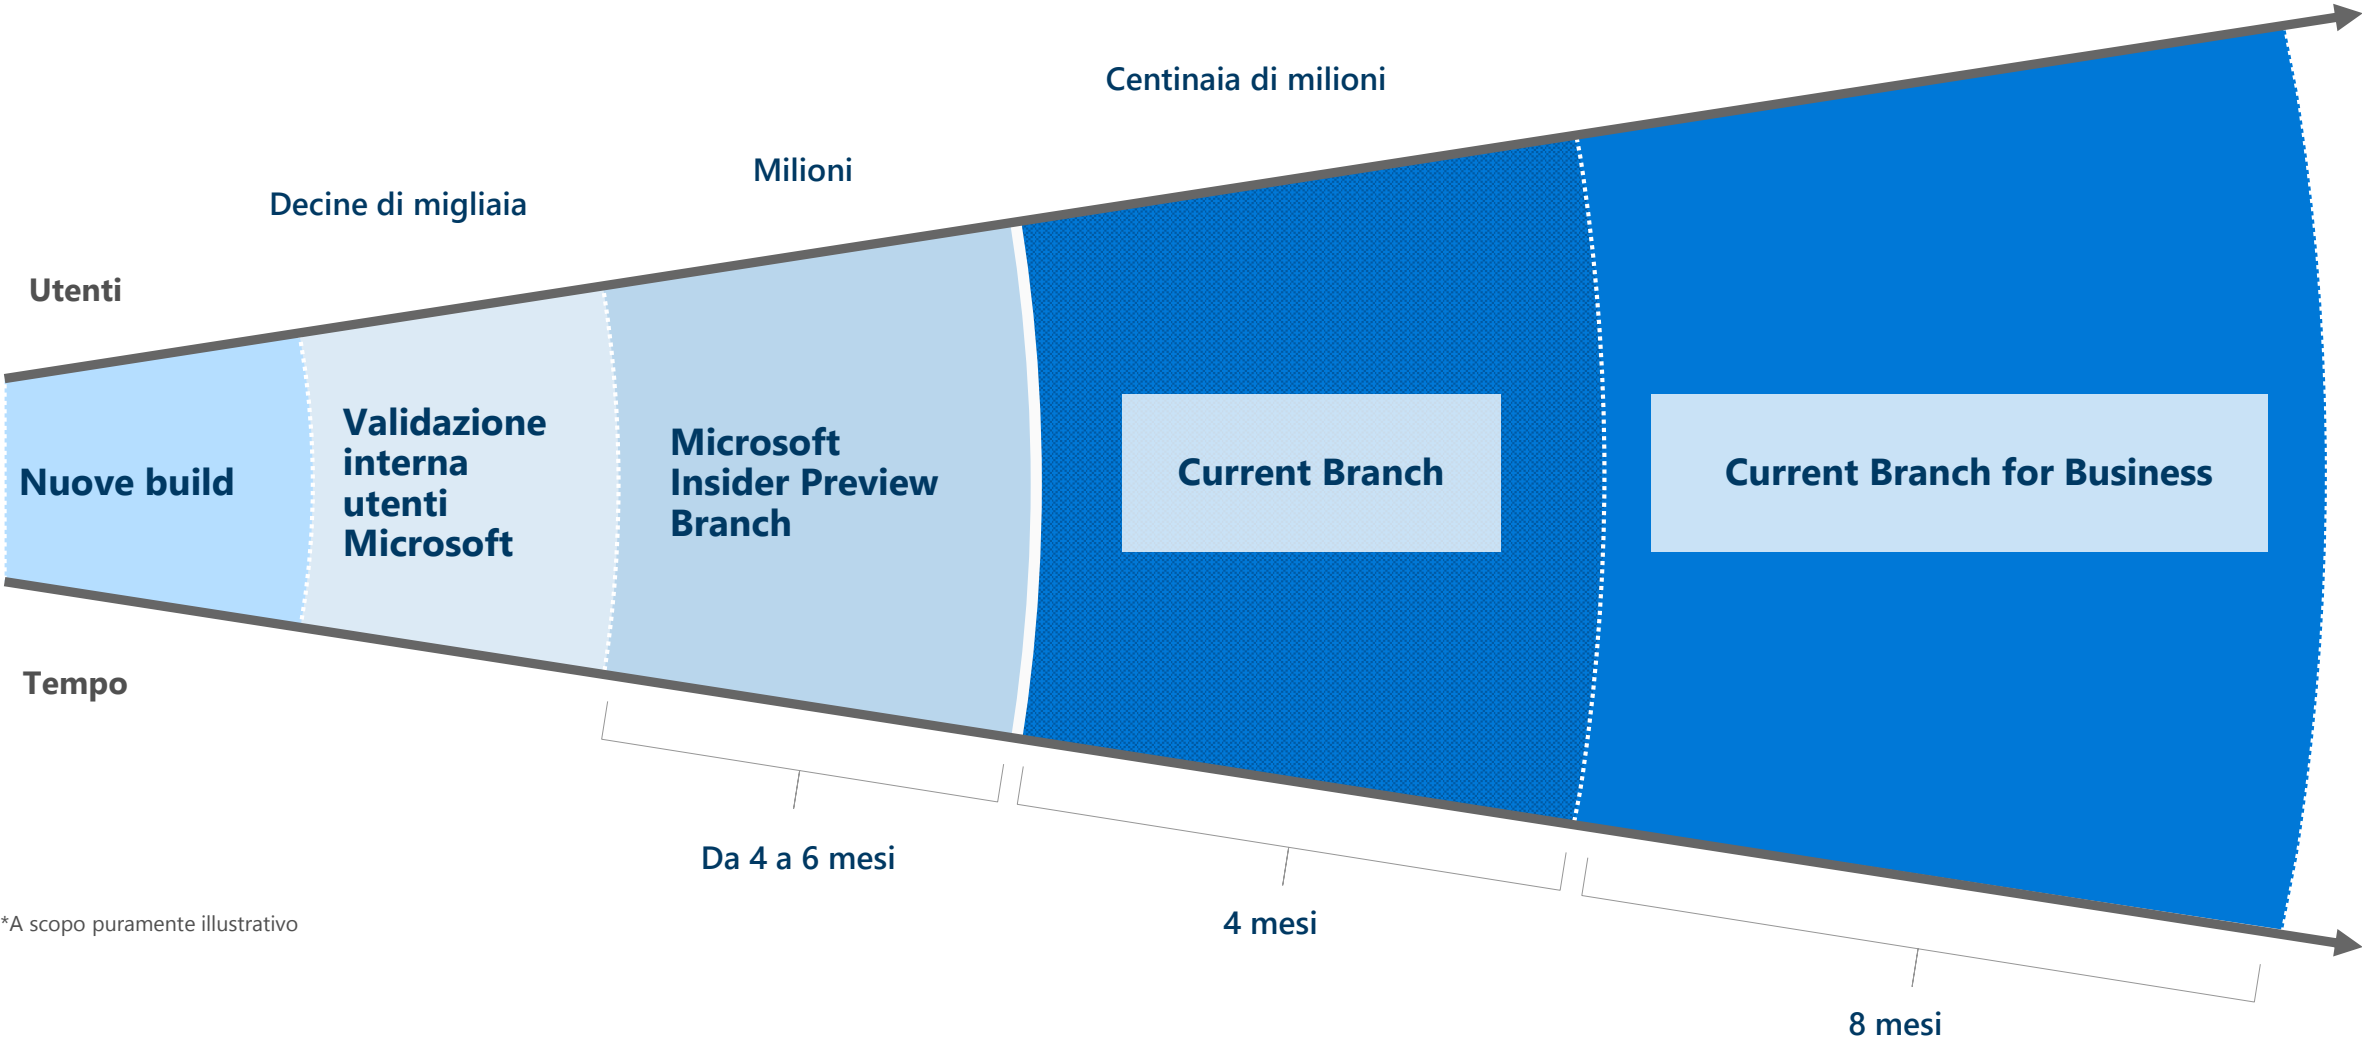 Centinaia di milioni
Milioni
Decine di migliaia
Utenti
Nuove build
Validazione
interna
utenti
Microsoft
Microsoft
Insider Preview
Branch
Current Branch
Current Branch for Business
Tempo
Da 4 a 6 mesi
4 mesi
8 mesi
*A scopo puramente illustrativo